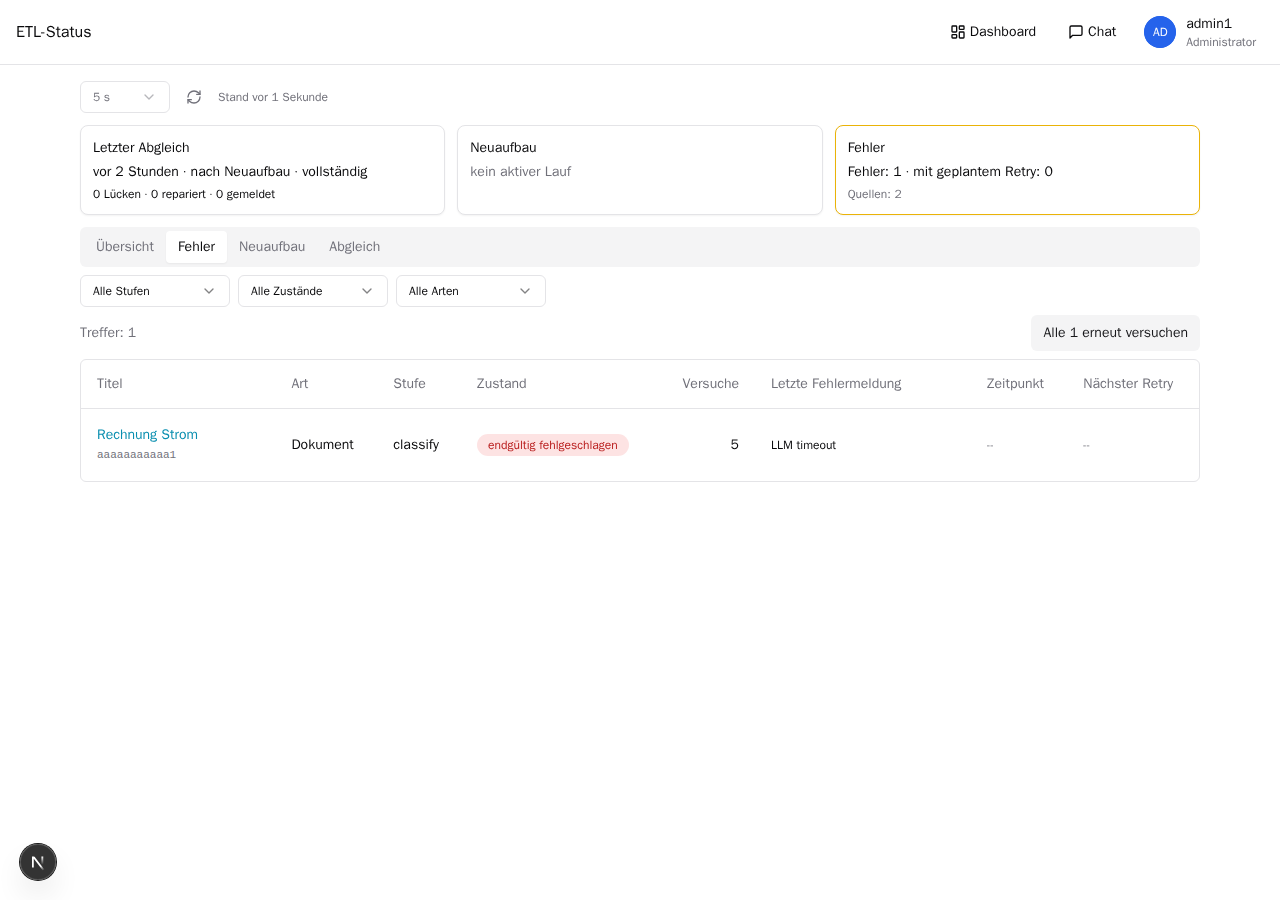 ETL-Status
Dashboard
Chat
AD
admin1
Administrator
5 s
Stand vor 1 Sekunde
Letzter Abgleich
vor 2 Stunden · nach Neuaufbau · vollständig
0 Lücken · 0 repariert · 0 gemeldet
Neuaufbau
kein aktiver Lauf
Fehler
Fehler: 1 · mit geplantem Retry: 0
Quellen: 2
Übersicht Fehler Neuaufbau Abgleich
Alle Stufen Alle Zustände Alle Arten
Treffer: 1
Alle 1 erneut versuchen
Titel Art Stufe Zustand Versuche Letzte Fehlermeldung Zeitpunkt Nächster Retry
Rechnung Strom
aaaaaaaaaaa1
Dokument classify endgültig fehlgeschlagen 5 LLM timeout -- --
N